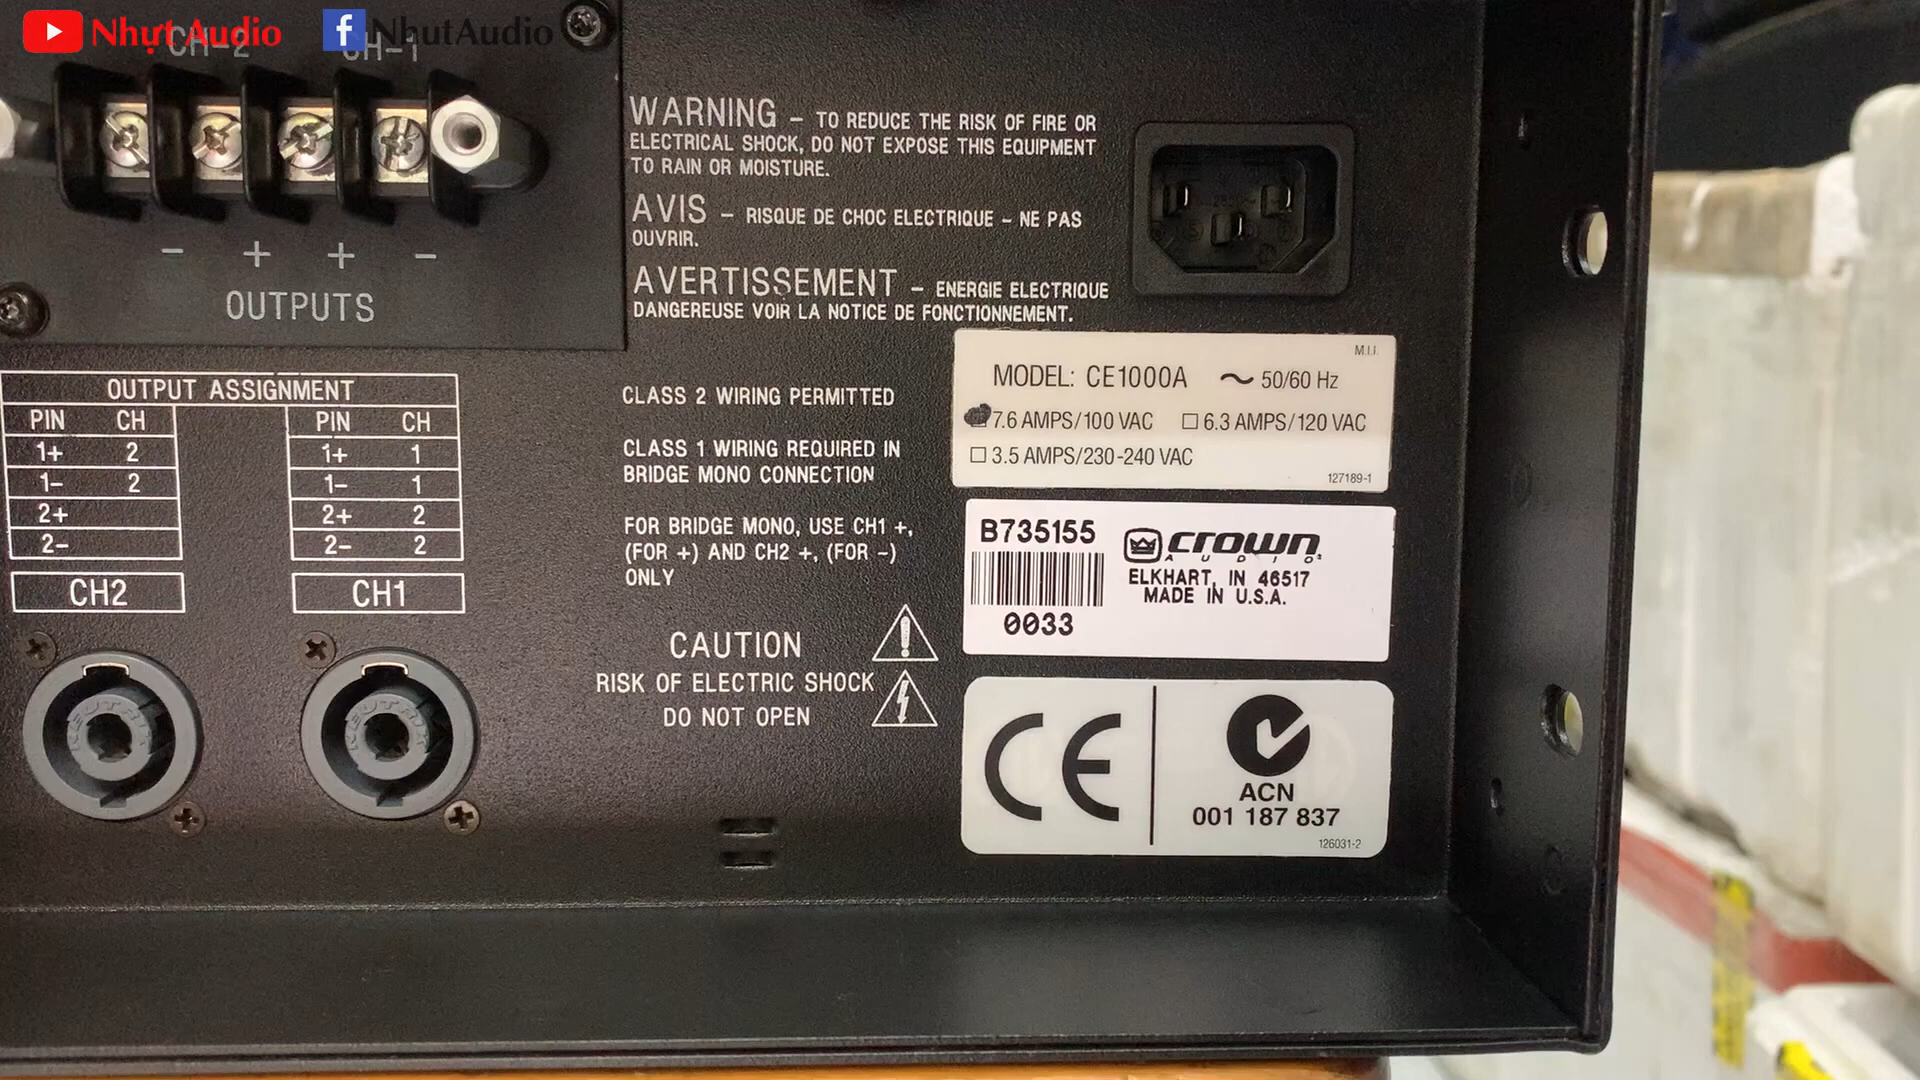 Nhựt Audio
NhutAudio
CH-2
CH-1
- + + -
OUTPUTS
WARNING - TO REDUCE THE RISK OF FIRE OR
ELECTRICAL SHOCK, DO NOT EXPOSE THIS EQUIPMENT
TO RAIN OR MOISTURE.
AVIS - RISQUE DE CHOC ELECTRIQUE - NE PAS
OUVRIR.
AVERTISSEMENT - ENERGIE ELECTRIQUE
DANGEREUSE VOIR LA NOTICE DE FONCTIONNEMENT.
OUTPUT ASSIGNMENT
PIN CH
1+ 2
1- 2
2+
2-
CH2
PIN CH
1+ 1
1- 1
2+ 2
2- 2
CH1
CLASS 2 WIRING PERMITTED
CLASS 1 WIRING REQUIRED IN
BRIDGE MONO CONNECTION
FOR BRIDGE MONO, USE CH1 +,
(FOR +) AND CH2 +, (FOR -)
ONLY
CAUTION
RISK OF ELECTRIC SHOCK
DO NOT OPEN
M.I.I.
MODEL: CE1000A ~ 50/60 Hz
7.6 AMPS/100 VAC □ 6.3 AMPS/120 VAC
□ 3.5 AMPS/230-240 VAC
127189-1
B735155
0033
crown
AUDIO
ELKHART, IN 46517
MADE IN U.S.A.
CE
ACN
001 187 837
126031-2
NEUTRIK
NEUTRIK